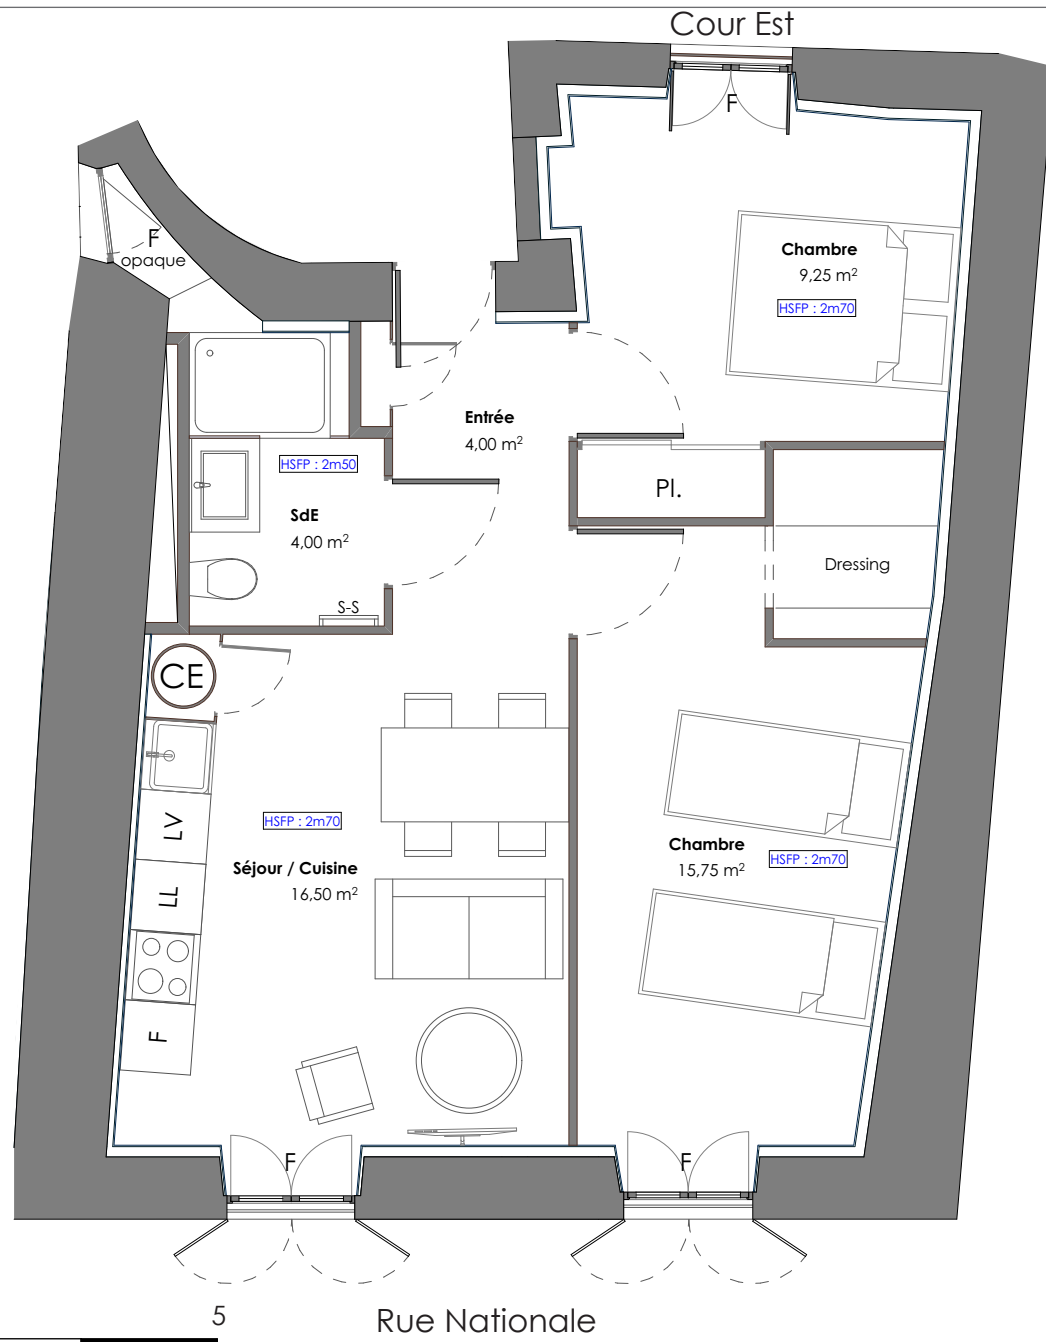 Cour Est
F
F
opaque
Chambre
9,25 m²
HSFP : 2m70
Entrée
4,00 m²
HSFP : 2m50
Pl.
SdE
4,00 m²
Dressing
S-S
CE
LV
HSFP : 2m70
Séjour / Cuisine
16,50 m²
Chambre
15,75 m²
HSFP : 2m70
LL
F
F
F
5
Rue Nationale